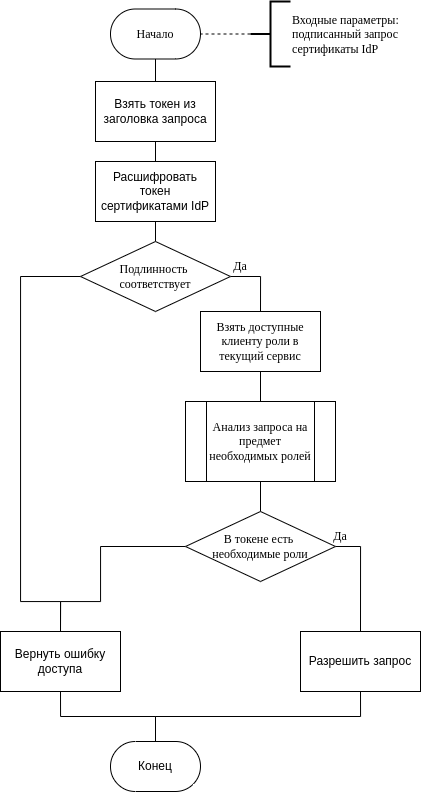 Начало
Входные параметры:
подписанный запрос
сертификаты IdP
Взять токен из
заголовка запроса
Расшифровать
токен
сертификатами IdP
Подлинность
соответствует
Да
Взять доступные
клиенту роли в
текущий сервис
Анализ запроса на
предмет
необходимых ролей
В токене есть
необходимые роли
Да
Вернуть ошибку
доступа
Разрешить запрос
Конец